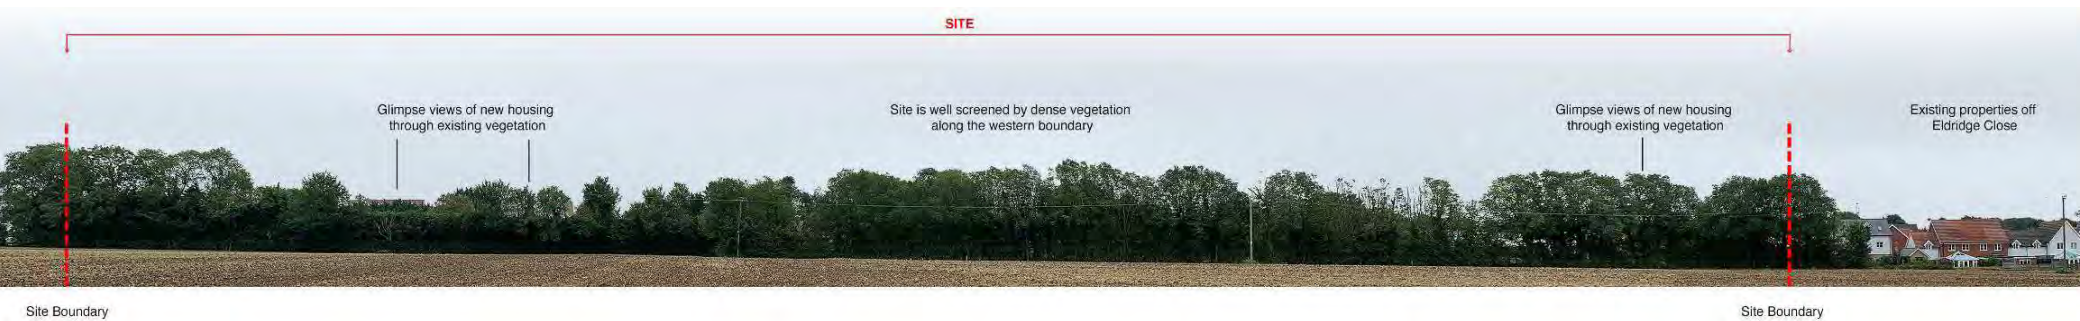 SITE
Glimpse views of new housing
through existing vegetation
Site is well screened by dense vegetation
along the western boundary
Glimpse views of new housing
through existing vegetation
Existing properties off
Eldridge Close
Site Boundary
Site Boundary